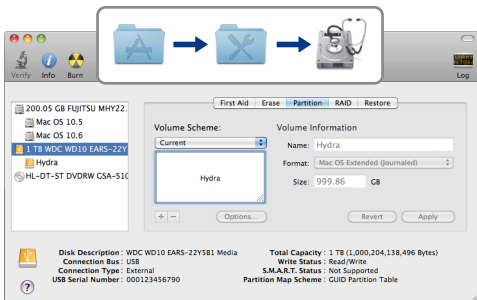 Verify Info Burn Log
First Aid Erase Partition RAID Restore
200.05 GB FUJITSU MHY22.
Mac OS 10.5
Mac OS 10.6
1 TB WDC WD10 EARS-22Y
Hydra
HL-DT-ST DVDRW GSA-S10
Volume Scheme:
Current
Hydra
+ −
Options...
Volume Information
Name: Hydra
Format: Mac OS Extended (Journaled)
Size: 999.86 GB
Revert Apply
Disk Description : WDC WD10 EARS-22Y5B1 Media
Connection Bus : USB
Connection Type : External
USB Serial Number : 000123456790
Total Capacity : 1 TB (1,000,204,138,496 Bytes)
Write Status : Read/Write
S.M.A.R.T. Status : Not Supported
Partition Map Scheme : GUID Partition Table
?